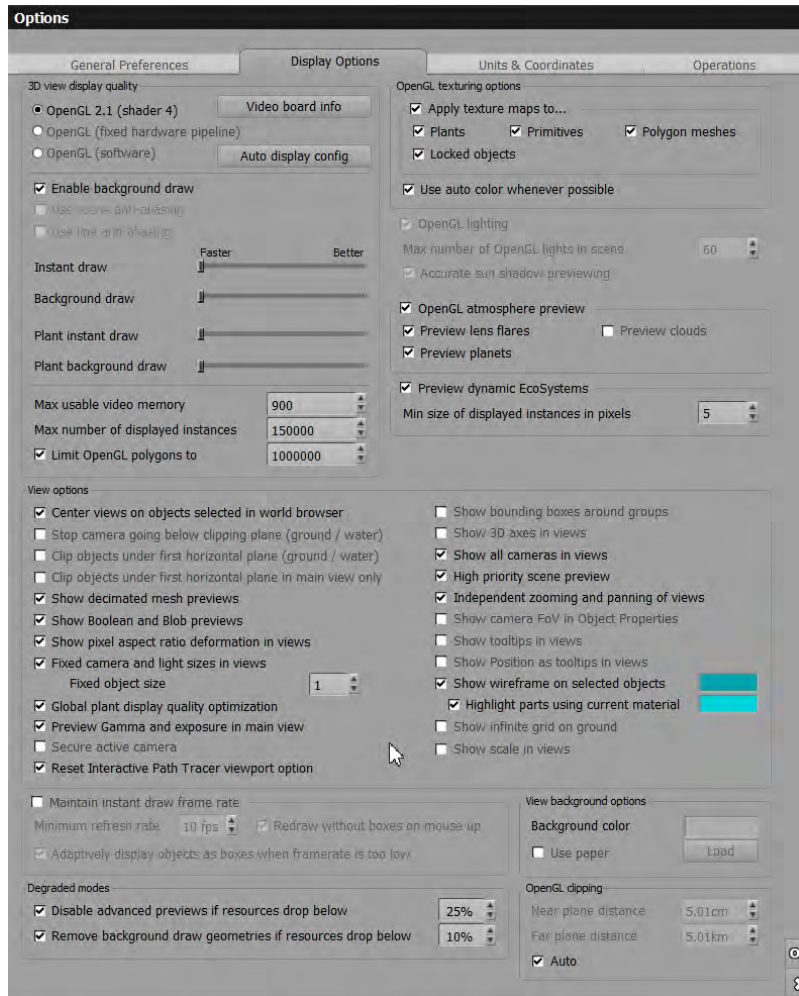 Options
General Preferences
Display Options
Units & Coordinates
Operations
3D view display quality
OpenGL 2.1 (shader 4)
Video board info
OpenGL (fixed hardware pipeline)
OpenGL (software)
Auto display config
Enable background draw
Use scene anti-aliasing
Use line anti-aliasing
Faster
Better
Instant draw
Background draw
Plant instant draw
Plant background draw
Max usable video memory
900
Max number of displayed instances
150000
Limit OpenGL polygons to
1000000
OpenGL texturing options
Apply texture maps to...
Plants
Primitives
Polygon meshes
Locked objects
Use auto color whenever possible
OpenGL lighting
Max number of OpenGL lights in scene
60
Accurate sun shadow previewing
OpenGL atmosphere preview
Preview lens flares
Preview clouds
Preview planets
Preview dynamic EcoSystems
Min size of displayed instances in pixels
5
View options
Center views on objects selected in world browser
Stop camera going below clipping plane (ground / water)
Clip objects under first horizontal plane (ground / water)
Clip objects under first horizontal plane in main view only
Show decimated mesh previews
Show Boolean and Blob previews
Show pixel aspect ratio deformation in views
Fixed camera and light sizes in views
Fixed object size
1
Global plant display quality optimization
Preview Gamma and exposure in main view
Secure active camera
Reset Interactive Path Tracer viewport option
Show bounding boxes around groups
Show 3D axes in views
Show all cameras in views
High priority scene preview
Independent zooming and panning of views
Show camera FoV in Object Properties
Show tooltips in views
Show Position as tooltips in views
Show wireframe on selected objects
Highlight parts using current material
Show infinite grid on ground
Show scale in views
Maintain instant draw frame rate
Minimum refresh rate
10 fps
Redraw without boxes on mouse up
Adaptively display objects as boxes when framerate is too low
View background options
Background color
Use paper
Load
Degraded modes
Disable advanced previews if resources drop below
25%
Remove background draw geometries if resources drop below
10%
OpenGL clipping
Near plane distance
5.01cm
Far plane distance
5.01km
Auto